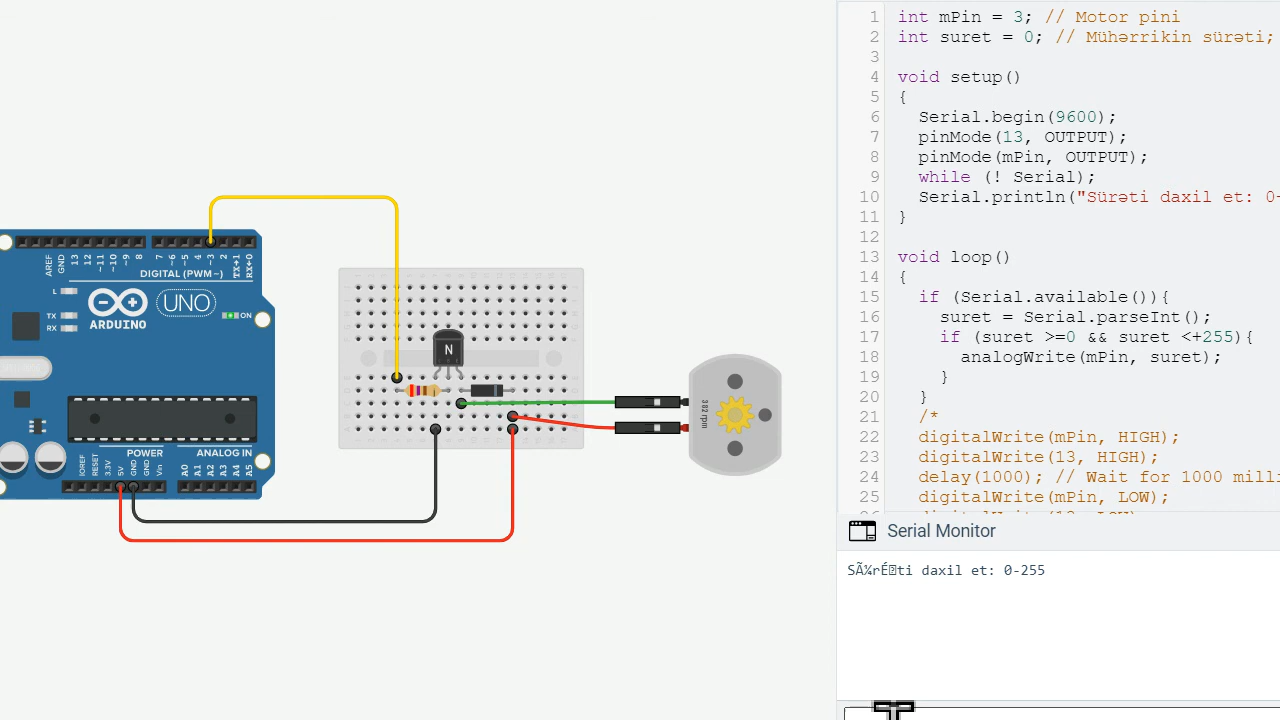 1 int mPin = 3; // Motor pini
2 int suret = 0; // Mühərrikin sürəti;
3
4 void setup()
5 {
6 Serial.begin(9600);
7 pinMode(13, OUTPUT);
8 pinMode(mPin, OUTPUT);
9 while (! Serial);
10 Serial.println("Sürəti daxil et: 0-
11 }
12
13 void loop()
14 {
15 if (Serial.available()){
16 suret = Serial.parseInt();
17 if (suret >=0 && suret <+255){
18 analogWrite(mPin, suret);
19 }
20 }
21 /*
22 digitalWrite(mPin, HIGH);
23 digitalWrite(13, HIGH);
24 delay(1000); // Wait for 1000 milli
25 digitalWrite(mPin, LOW);
Serial Monitor
daxil et: 0-255
AREF
GND
13
12
~11
~10
~9
8
7
~6
~5
4
~3
2
TX→1
RX←0
DIGITAL (PWM~)
L
TX
RX
ARDUINO
UNO
ON
N
382 rpm
POWER
ANALOG IN
IOREF
RESET
3.3V
5V
GND
GND
Vin
A0
A1
A2
A3
A4
A5